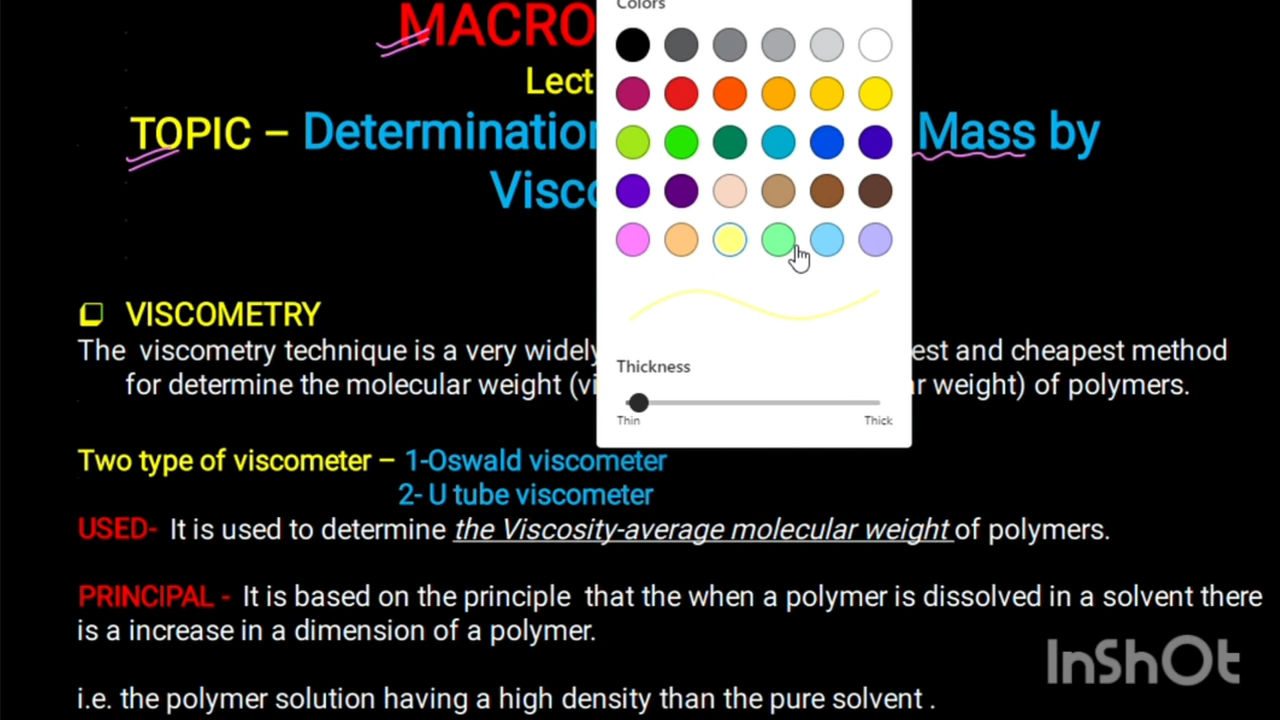 Colors
MACRO
Lect
TOPIC – Determination Mass by
Visco
❑ VISCOMETRY
The viscometry technique is a very widely est and cheapest method
for determine the molecular weight (vi ar weight) of polymers.
Thickness
Thin Thick
Two type of viscometer – 1-Oswald viscometer
2- U tube viscometer
USED- It is used to determine the Viscosity-average molecular weight of polymers.
PRINCIPAL - It is based on the principle that the when a polymer is dissolved in a solvent there
is a increase in a dimension of a polymer.
i.e. the polymer solution having a high density than the pure solvent .
InShOt